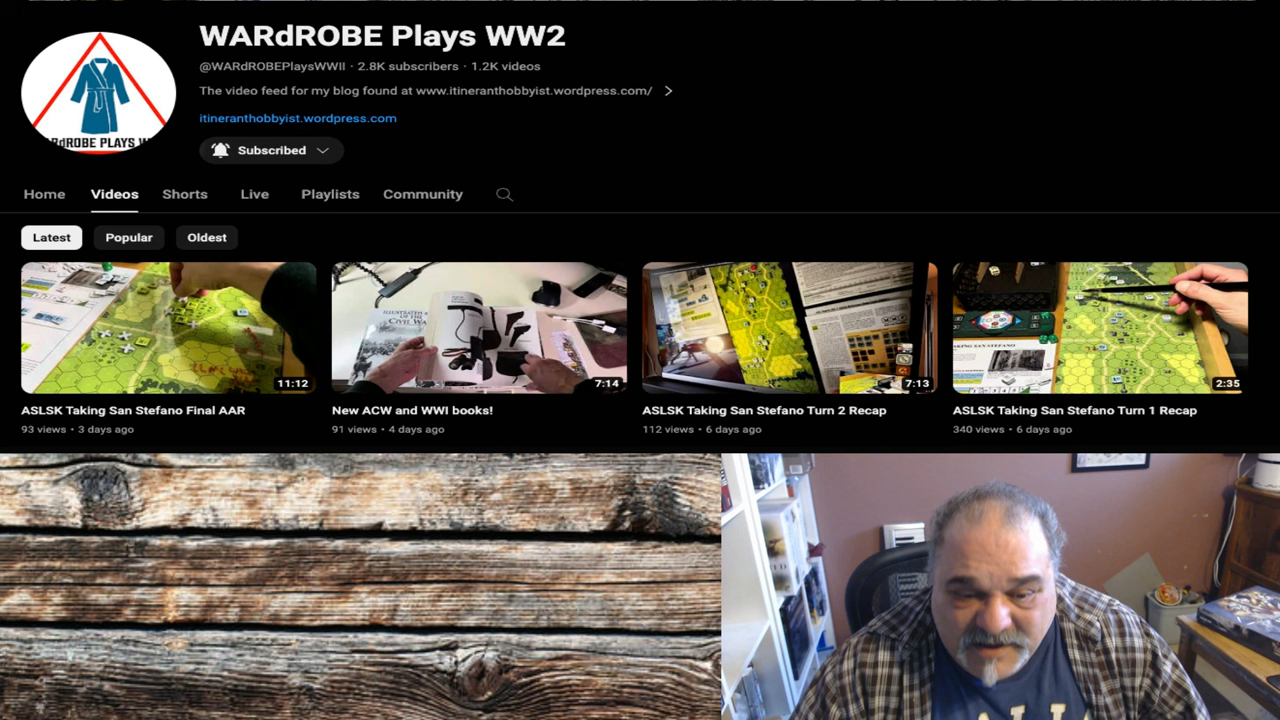 WARdROBE Plays WW2
@WARdROBEPlaysWWII · 2.8K subscribers · 1.2K videos
The video feed for my blog found at www.itineranthobbyist.wordpress.com/
itineranthobbyist.wordpress.com
Subscribed
Home Videos Shorts Live Playlists Community
Latest Popular Oldest
11:12 7:14 7:13 2:35
ASLSK Taking San Stefano Final AAR
93 views • 3 days ago
New ACW and WWI books!
91 views • 4 days ago
ASLSK Taking San Stefano Turn 2 Recap
112 views • 6 days ago
ASLSK Taking San Stefano Turn 1 Recap
340 views • 6 days ago